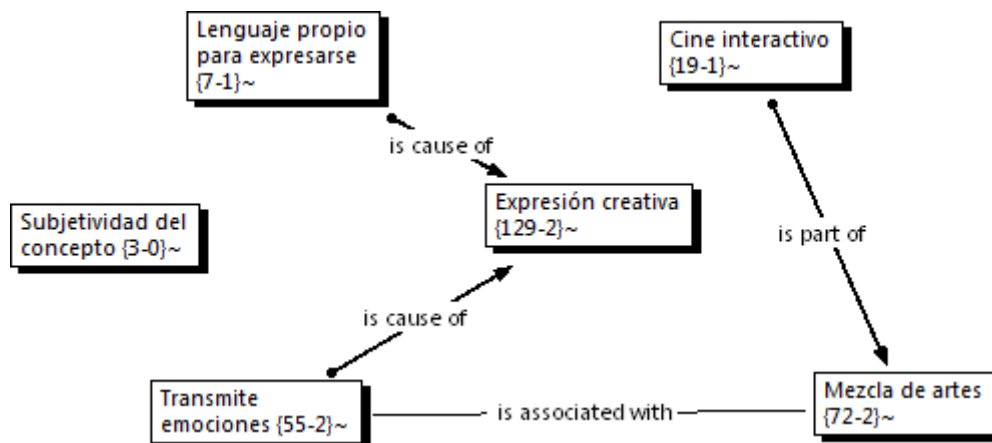 Lenguaje propio
para expresarse
{7-1}~
Cine interactivo
{19-1}~
is cause of
Expresión creativa
{129-2}~
Subjetividad del
concepto {3-0}~
is part of
is cause of
Transmite
emociones {55-2}~
is associated with
Mezcla de artes
{72-2}~